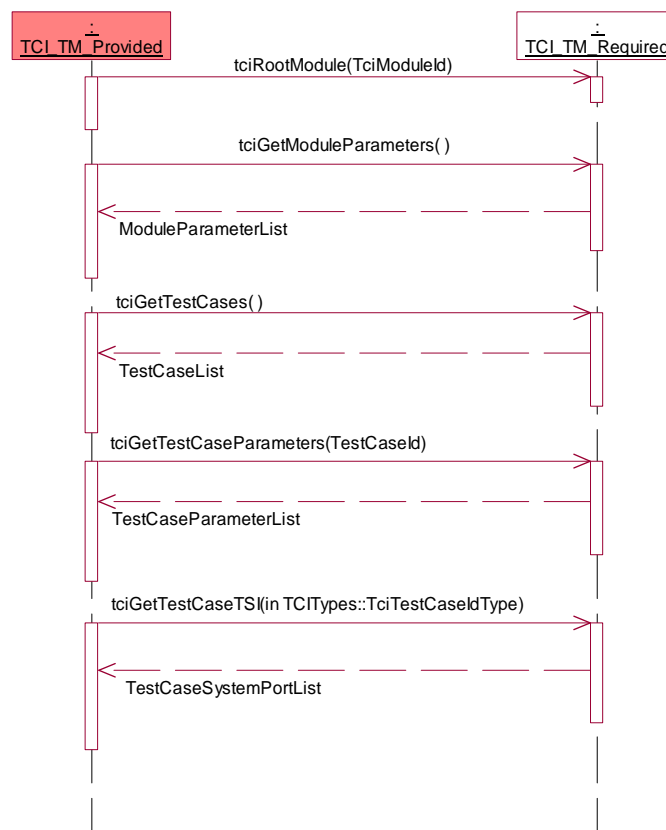 :
TCI_TM_Provided
:
TCI_TM_Required
tciRootModule(TciModuleId)
tciGetModuleParameters( )
ModuleParameterList
tciGetTestCases( )
TestCaseList
tciGetTestCaseParameters(TestCaseId)
TestCaseParameterList
tciGetTestCaseTSI(in TCITypes::TciTestCaseIdType)
TestCaseSystemPortList